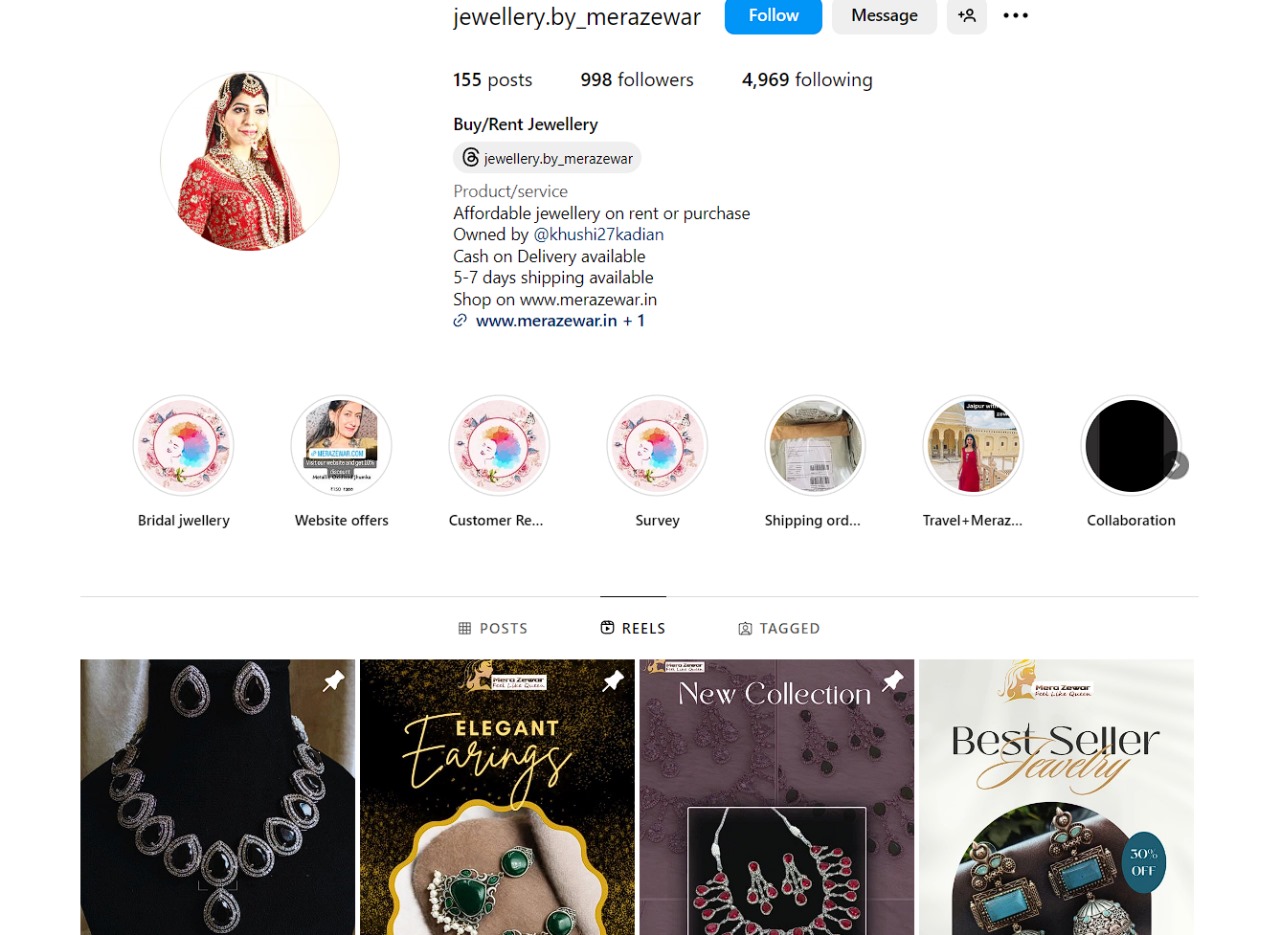 jewellery.by_merazewar Follow Message
155 posts 998 followers 4,969 following
Buy/Rent Jewellery
jewellery.by_merazewar
Product/service
Affordable jewellery on rent or purchase
Owned by @khushi27kadian
Cash on Delivery available
5-7 days shipping available
Shop on www.merazewar.in
www.merazewar.in + 1
MERAZEWAR.COM
Visit our website and get 10%
discount
Jaipur with
Bridal jwellery Website offers Customer Re... Survey Shipping ord... Travel+Meraz... Collaboration
POSTS REELS TAGGED
Mera Zewar
Feel Like Queen
ELEGANT
Earings
Mera Zewar
New Collection
Mera Zewar
Feel Like Queen
Best Seller
Jewelry
30%
OFF